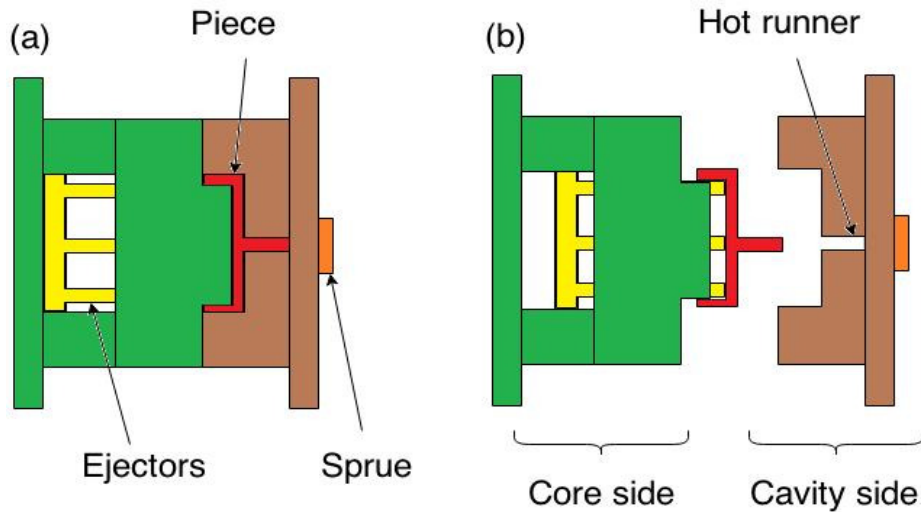 (a)
Piece
Ejectors
Sprue
(b)
Hot runner
Core side
Cavity side